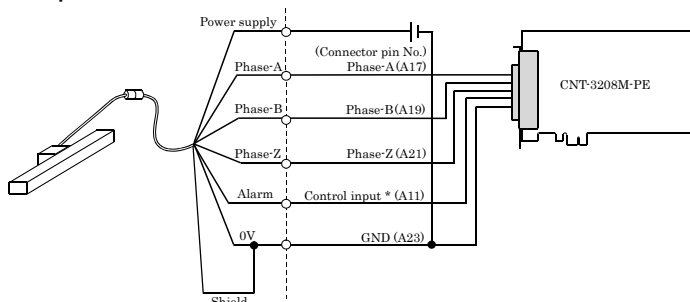 Power supply
(Connector pin No.)
Phase-A Phase-A (A17)
CNT-3208M-PE
Phase-B Phase-B (A19)
Phase-Z Phase-Z (A21)
Alarm Control input * (A11)
0V GND (A23)
Shield